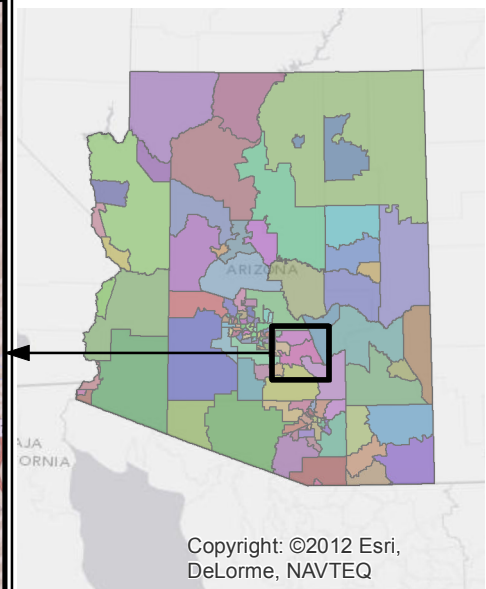 ARIZONA
AJA
ORNIA
Copyright: ©2012 Esri,
DeLorme, NAVTEQ